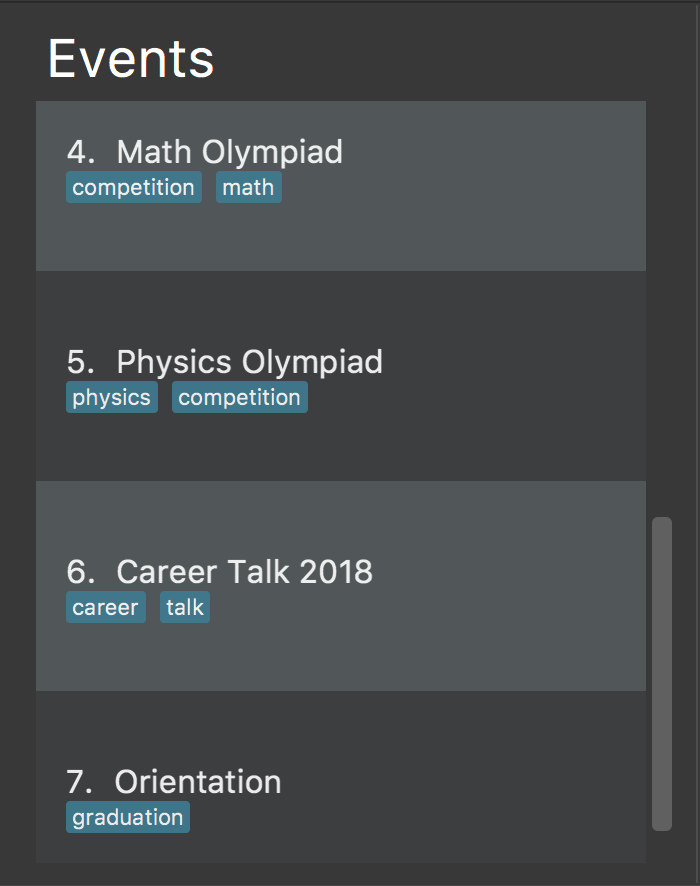 Events
4. Math Olympiad
competition math
5. Physics Olympiad
physics competition
6. Career Talk 2018
career talk
7. Orientation
graduation